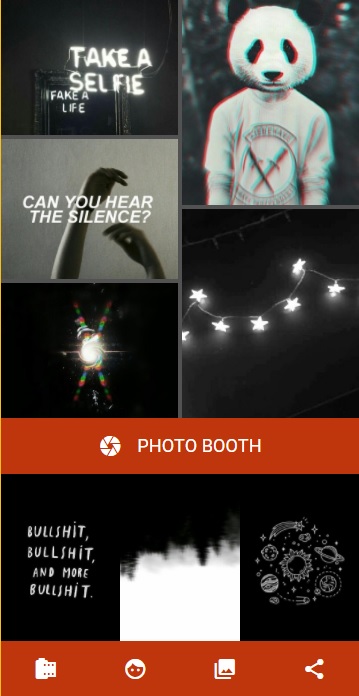 TAKE A
SELFIE
FAKE A
LIFE
CAN YOU HEAR
THE SILENCE?
PHOTO BOOTH
BULLSHIT,
BULLSHIT,
AND MORE
BULLSHIT.